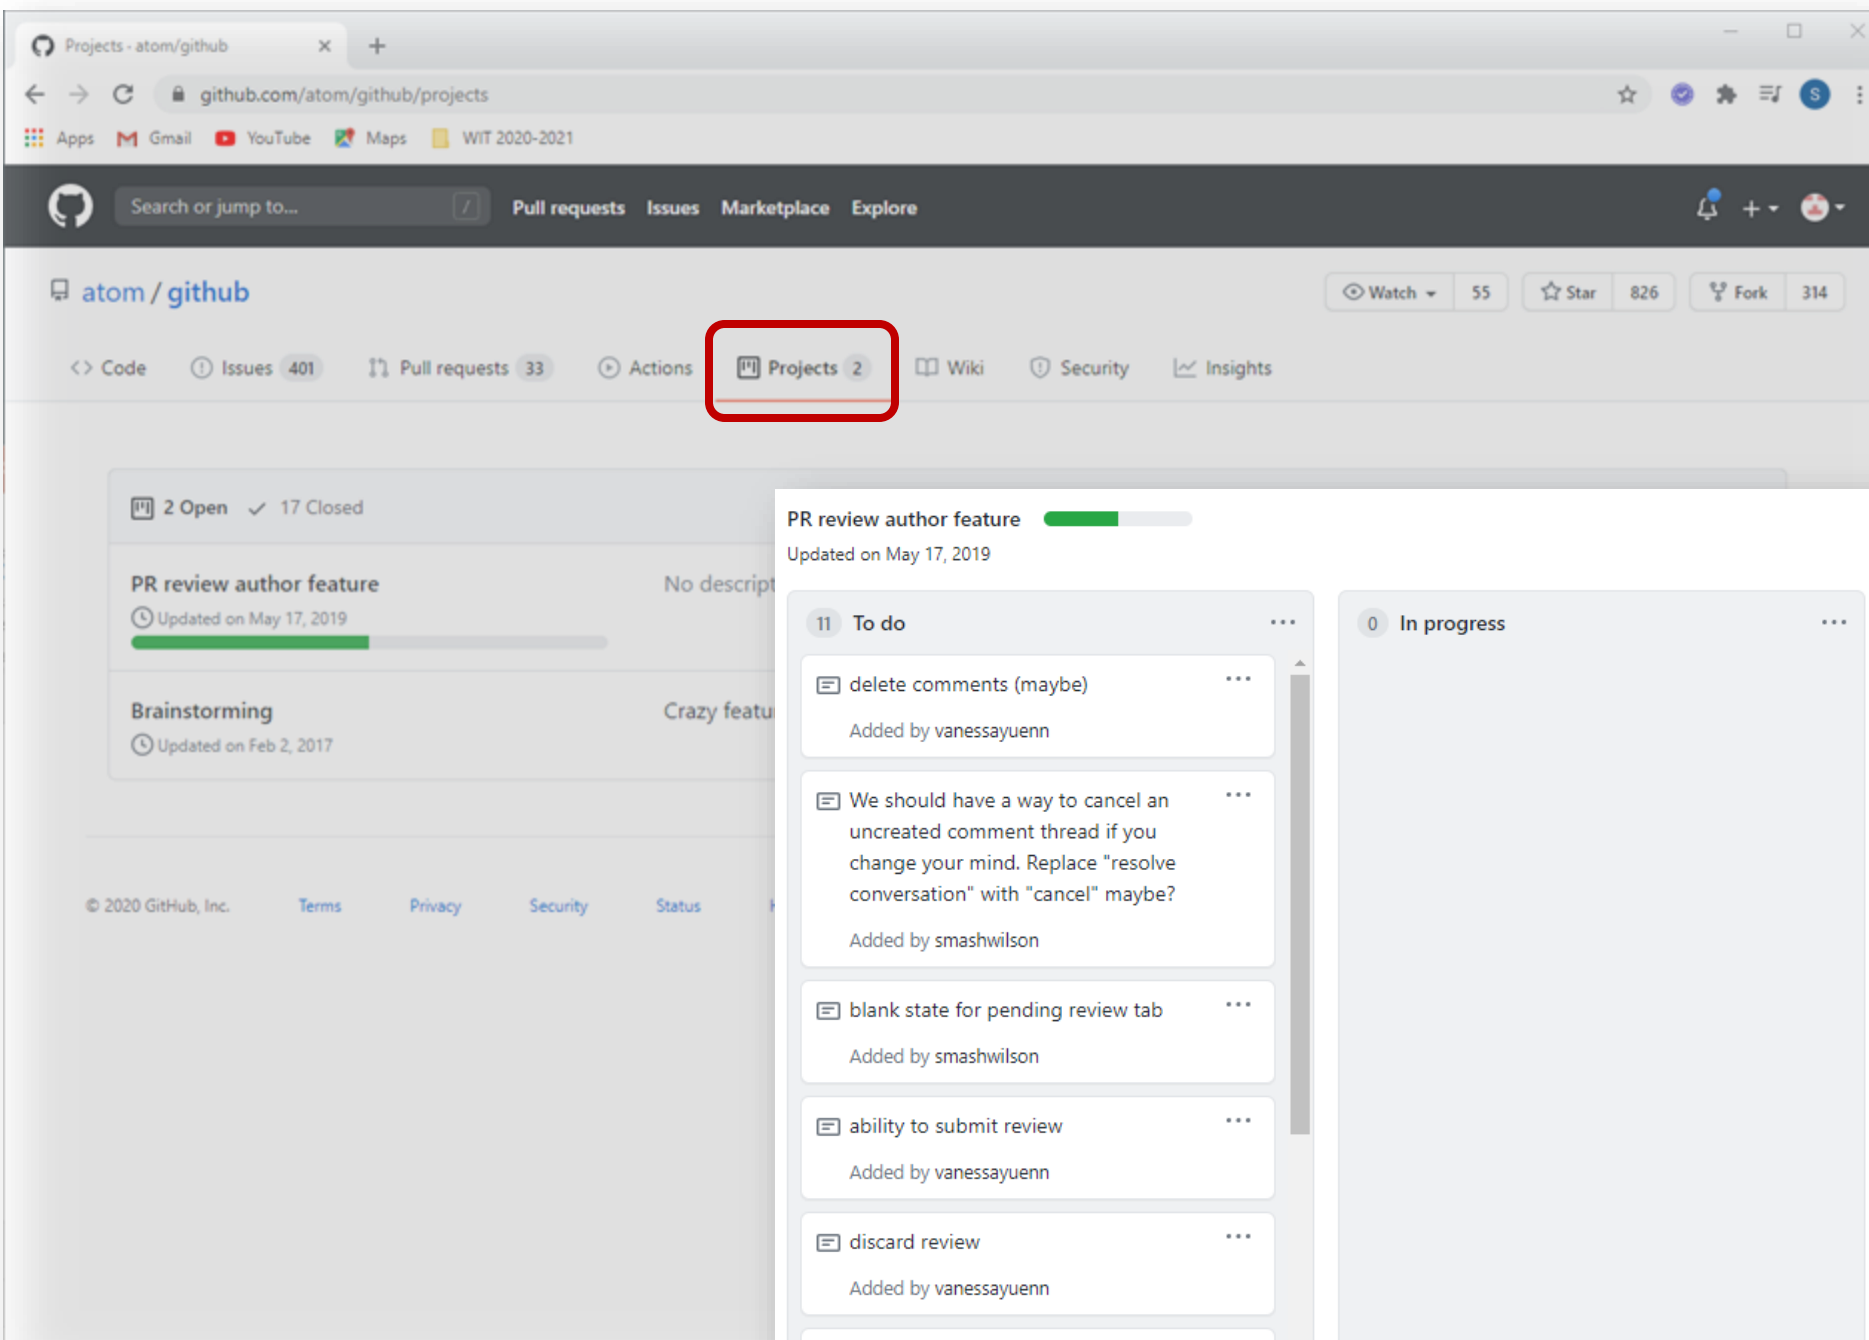 Projects - atom/github
github.com/atom/github/projects
S
Apps Gmail YouTube Maps WIT 2020-2021
Search or jump to... / Pull requests Issues Marketplace Explore
atom / github Watch 55 Star 826 Fork 314
Code Issues 401 Pull requests 33 Actions Projects 2 Wiki Security Insights
2 Open 17 Closed
PR review author feature No descript
Updated on May 17, 2019
Brainstorming Crazy featu
Updated on Feb 2, 2017
© 2020 GitHub, Inc. Terms Privacy Security Status
PR review author feature
Updated on May 17, 2019
11 To do
delete comments (maybe)
Added by vanessayuenn
We should have a way to cancel an
uncreated comment thread if you
change your mind. Replace "resolve
conversation" with "cancel" maybe?
Added by smashwilson
blank state for pending review tab
Added by smashwilson
ability to submit review
Added by vanessayuenn
discard review
Added by vanessayuenn
0 In progress